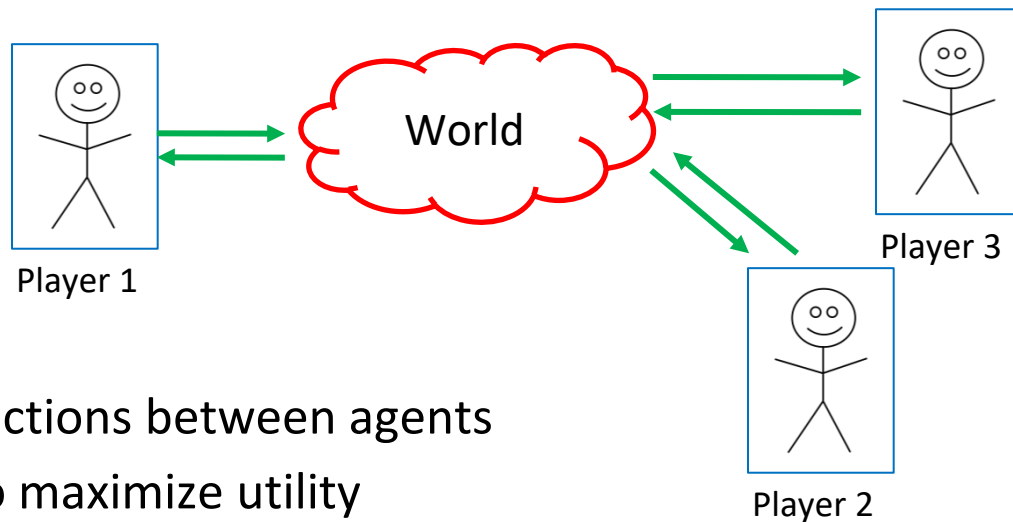 World
Player 1
Player 3
Player 2
ctions between agents
maximize utility